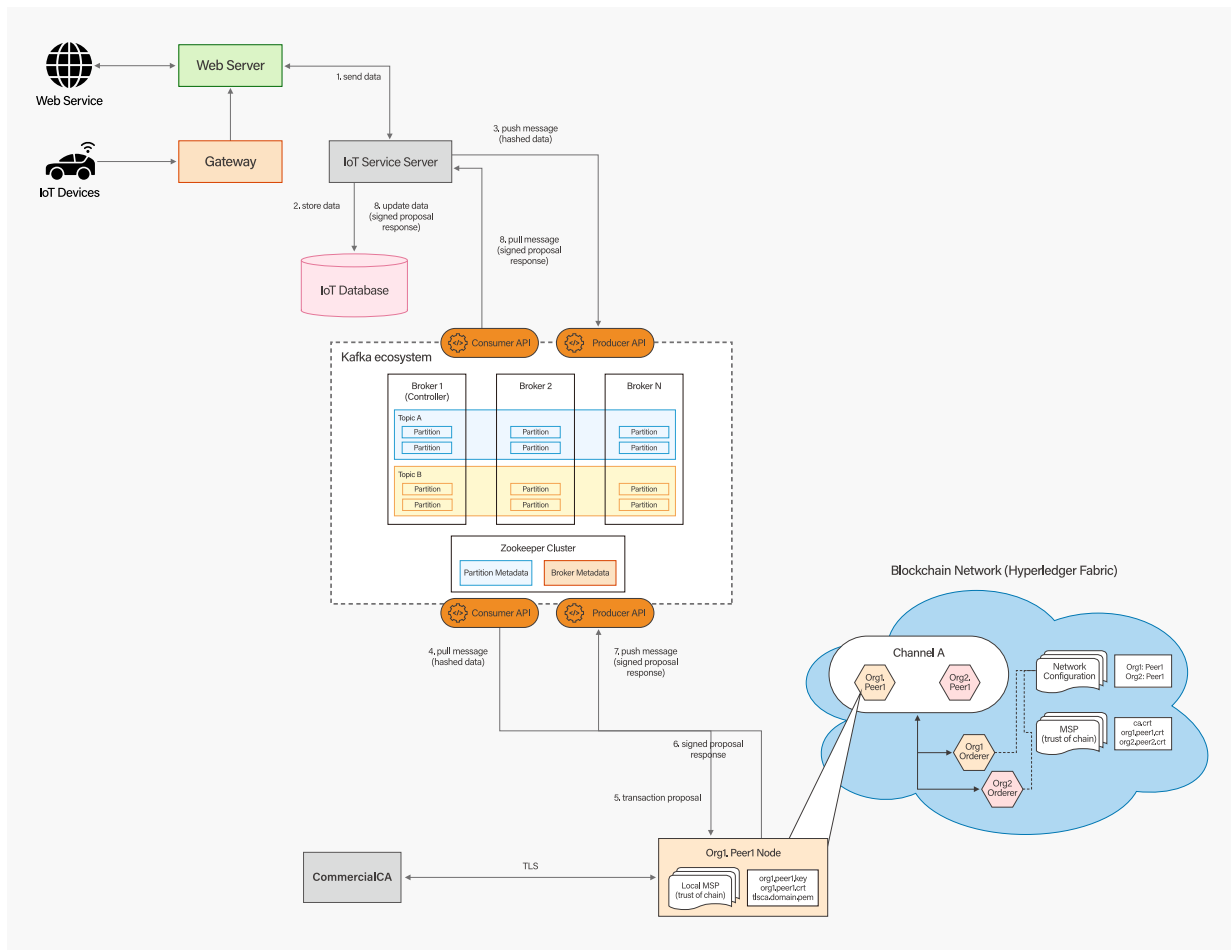 Web Service
Web Server
1. send data
IoT Devices
Gateway
IoT Service Server
3. push message
(hashed data)
2. store data
8. update data
(signed proposal
response)
8. pull message
(signed proposal
response)
IoT Database
Consumer API
Producer API
Kafka ecosystem
Broker 1
(Controller)
Broker 2
Broker N
Topic A
Partition
Partition
Partition
Partition
Partition
Partition
Topic B
Partition
Partition
Partition
Partition
Partition
Partition
Zookeeper Cluster
Partition Metadata
Broker Metadata
Consumer API
Producer API
4. pull message
(hashed data)
7. push message
(signed proposal
response)
6. signed proposal
response
5. transaction proposal
Blockchain Network (Hyperledger Fabric)
Channel A
Org1.
Peer1
Org2.
Peer1
Network
Configuration
Org1: Peer1
Org2: Peer1
MSP
(trust of chain)
ca.crt
org1.peer1.crt
org2.peer2.crt
Org1
Orderer
Org2
Orderer
CommercialCA
TLS
Org1. Peer1 Node
Local MSP
(trust of chain)
org1.peer1.key
org1.peer1.crt
tlsca.domain.pem